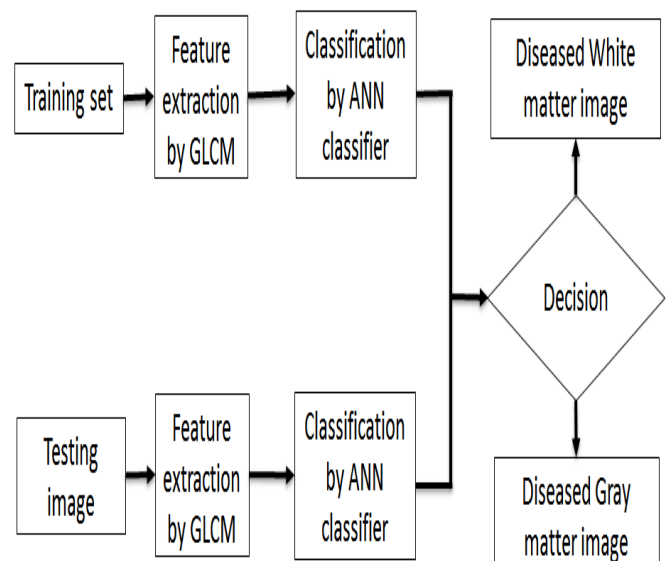 Training set
Feature
extraction
by GLCM
Classification
by ANN
classifier
Diseased White
matter image
Decision
Testing
image
Feature
extraction
by GLCM
Classification
by ANN
classifier
Diseased Gray
matter image